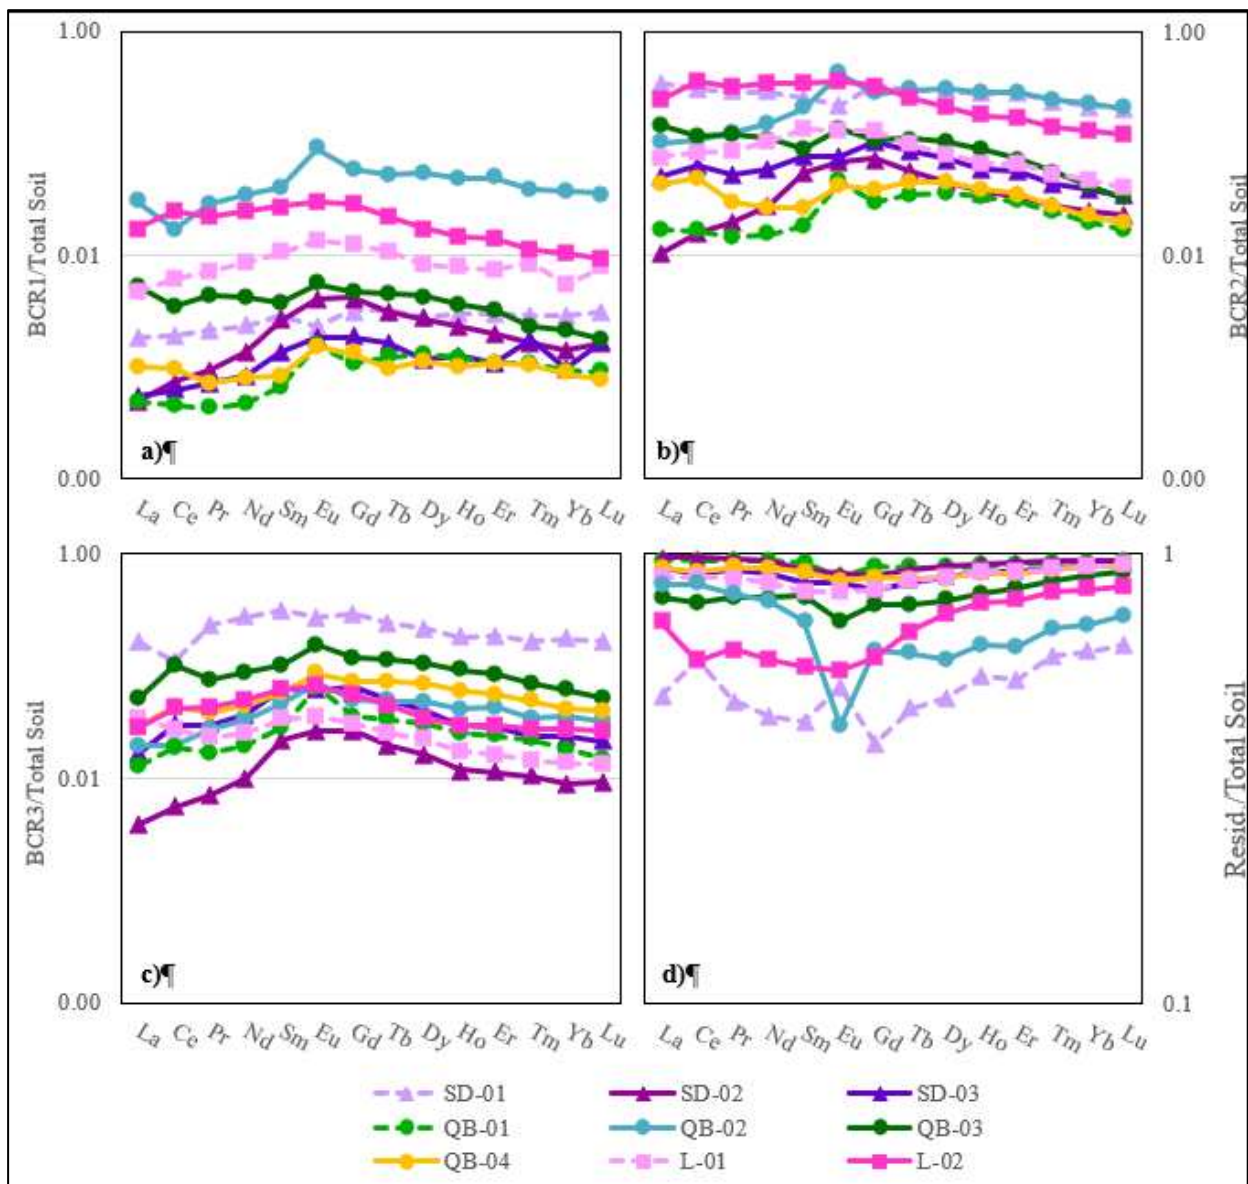 1.00
0.01
0.00
BCR1/Total Soil
a)¶
La Ce Pr Nd Sm Eu Gd Tb Dy Ho Er Tm Yb Lu
1.00
0.01
0.00
BCR2/Total Soil
b)¶
La Ce Pr Nd Sm Eu Gd Tb Dy Ho Er Tm Yb Lu
1.00
0.01
0.00
BCR3/Total Soil
c)¶
La Ce Pr Nd Sm Eu Gd Tb Dy Ho Er Tm Yb Lu
1
0.1
Resid./Total Soil
d)¶
La Ce Pr Nd Sm Eu Gd Tb Dy Ho Er Tm Yb Lu
SD-01 SD-02 SD-03
QB-01 QB-02 QB-03
QB-04 L-01 L-02